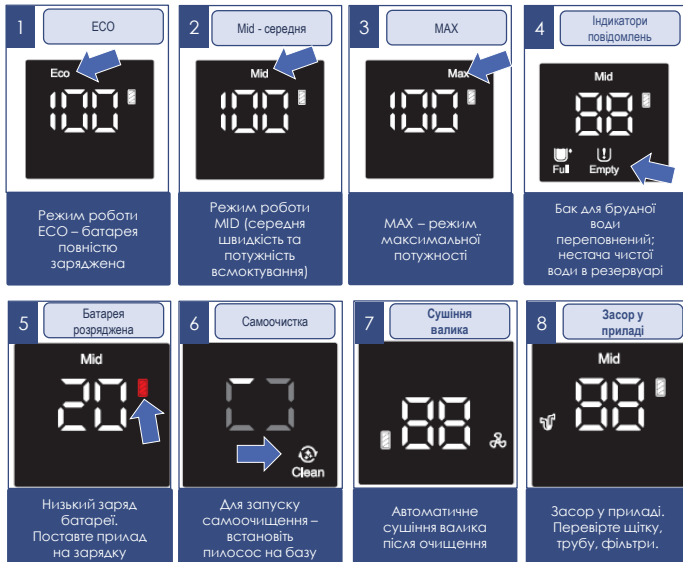 1
ECO
Eco
100
Режим роботи
ECO – батарея
повністю
заряджена
2
Mid - середня
Mid
100
Режим роботи
MID (середня
швидкість та
потужність
всмоктування)
3
MAX
Max
100
MAX – режим
максимальної
потужності
4
Індикатори
повідомлень
Mid
88
Full Empty
Бак для брудної
води
переповнений;
нестача чистої
води в резервуарі
5
Батарея
розряджена
Mid
20
Низький заряд
батареї.
Поставте прилад
на зарядку
6
Самоочистка
Clean
Для запуску
самоочищення –
встановіть
пилосос на базу
7
Сушіння
валика
88
Автоматичне
сушіння валика
після очищення
8
Засор у
приладі
Mid
88
Засор у приладі.
Перевірте щітку,
трубу, фільтри.